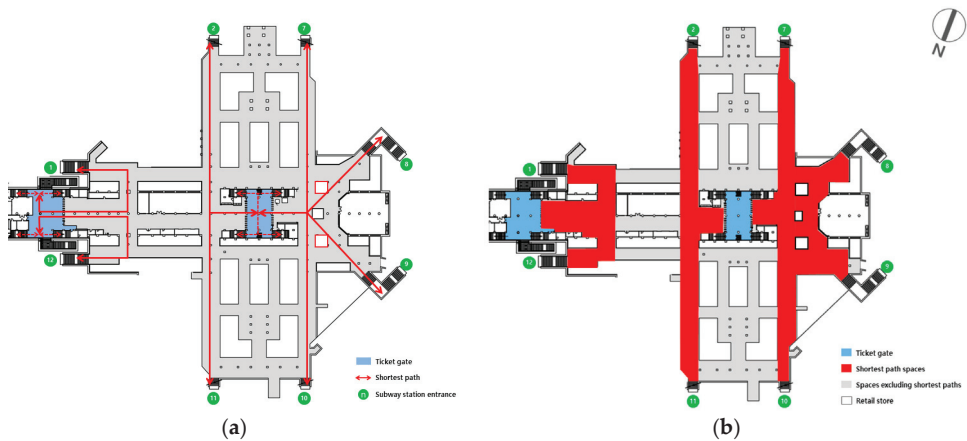 2
7
1
8
12
9
11
10
Ticket gate
Shortest path
n Subway station entrance
(a)
N
2
7
1
8
12
9
11
10
Ticket gate
Shortest path spaces
Spaces excluding shortest paths
Retail store
(b)